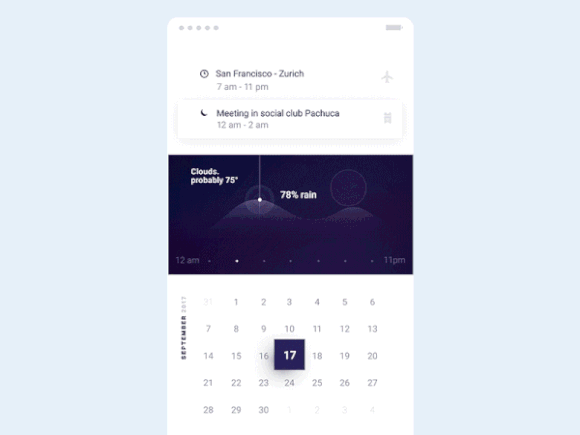 San Francisco - Zurich
7 am - 11 pm
Meeting in social club Pachuca
12 am - 2 am
Clouds.
probably 75°
78% rain
12 am
11pm
SEPTEMBER 2017
31 1 2 3 4 5 6
7 8 9 10 11 12 13
14 15 16 17 18 19 20
21 22 23 24 25 26 27
28 29 30 1 2 3 4